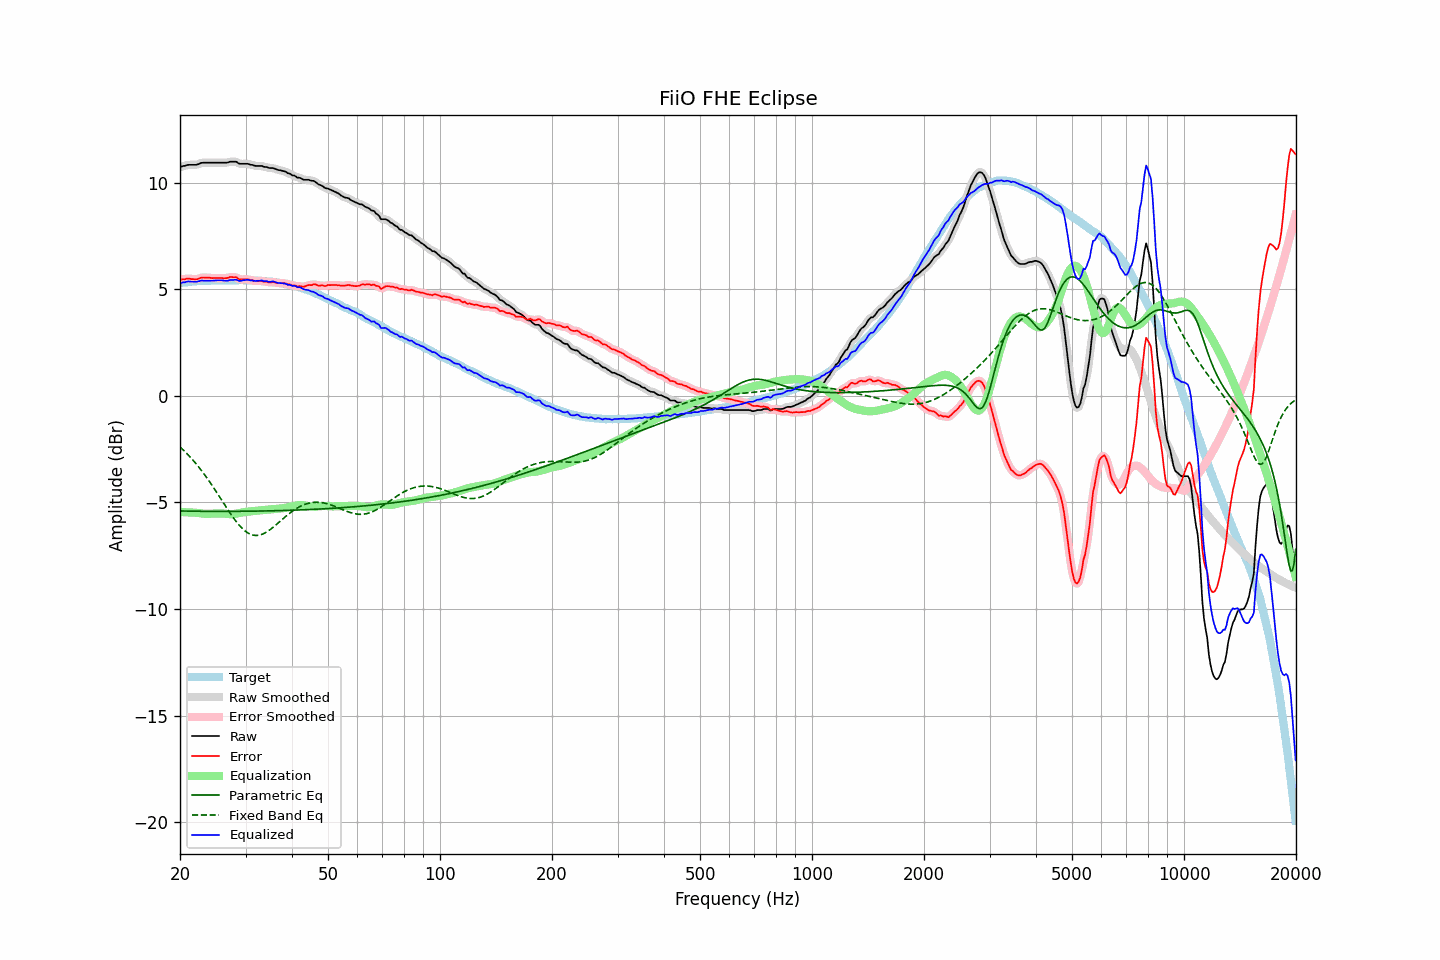 FiiO FHE Eclipse
Amplitude (dBr)
10
5
0
−5
−10
−15
−20
Target
Raw Smoothed
Error Smoothed
Raw
Error
Equalization
Parametric Eq
Fixed Band Eq
Equalized
20 50 100 200 500 1000 2000 5000 10000 20000
Frequency (Hz)